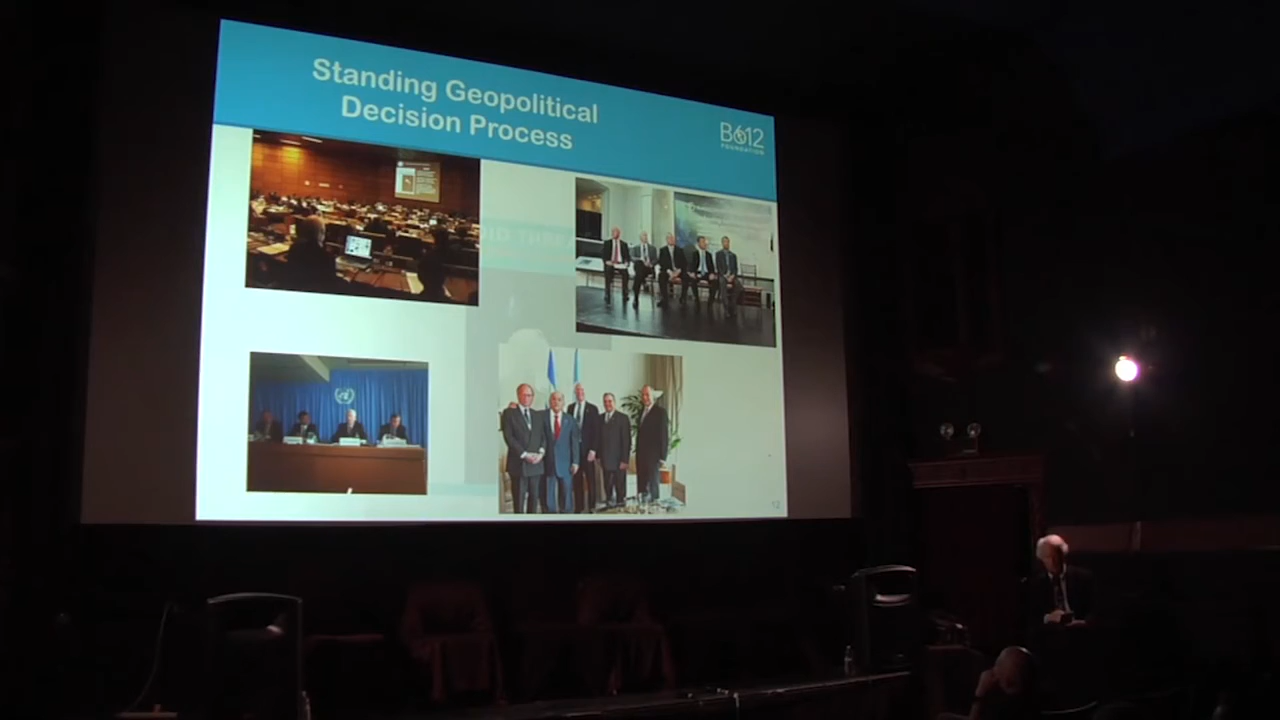 Standing Geopolitical
Decision Process
B612
FOUNDATION
12